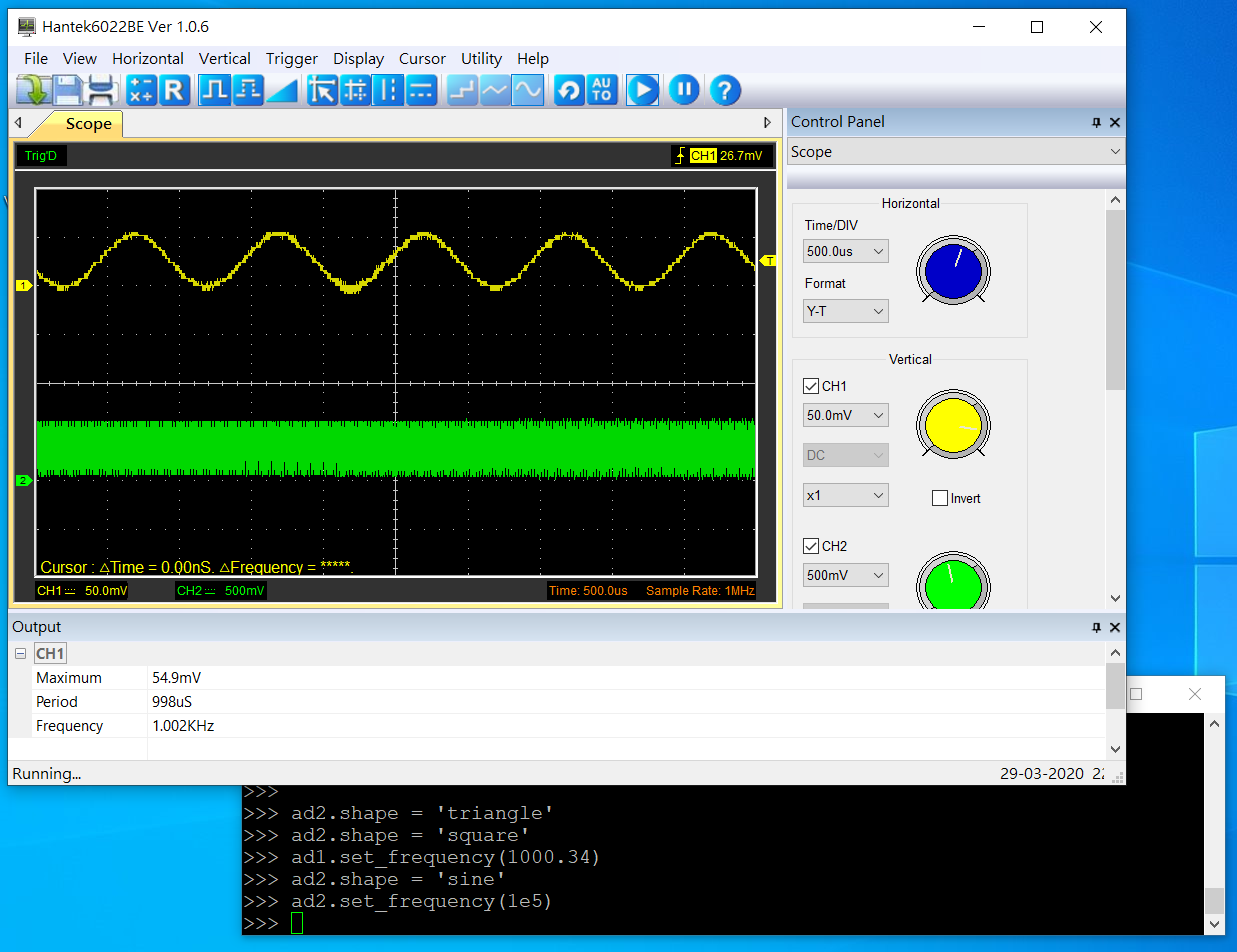 Hantek6022BE Ver 1.0.6
File View Horizontal Vertical Trigger Display Cursor Utility Help
R AU TO ?
Scope
Trig'D
CH1 26.7mV
T
1
2
Cursor : △Time = 0.00nS. △Frequency = *****.
CH1 50.0mV CH2 500mV Time: 500.0us Sample Rate: 1MHz
Control Panel
Scope
Horizontal
Time/DIV
500.0us
Format
Y-T
Vertical
CH1
50.0mV
DC
x1
Invert
CH2
500mV
Output
CH1
Maximum 54.9mV
Period 998uS
Frequency 1.002KHz
Running...
29-03-2020
>>>
>>> ad2.shape = 'triangle'
>>> ad2.shape = 'square'
>>> ad1.set_frequency(1000.34)
>>> ad2.shape = 'sine'
>>> ad2.set_frequency(1e5)
>>>